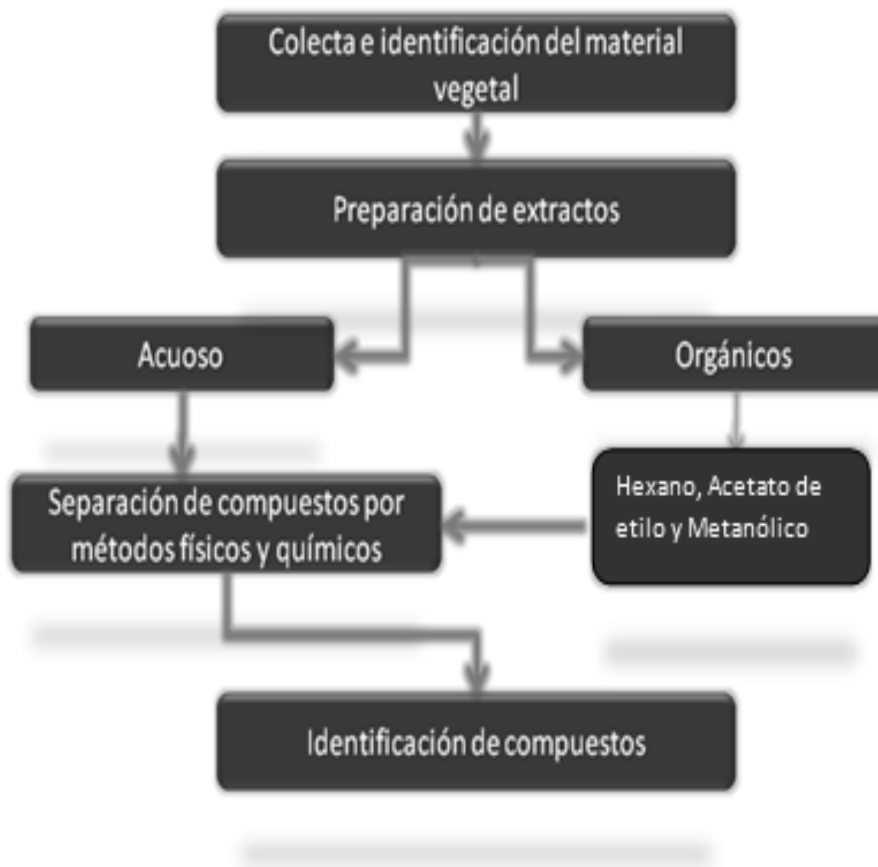 Colecta e identificación del material
vegetal
Preparación de extractos
Acuoso
Orgánicos
Separación de compuestos por
métodos físicos y químicos
Hexano, Acetato de
etilo y Metanólico
Identificación de compuestos